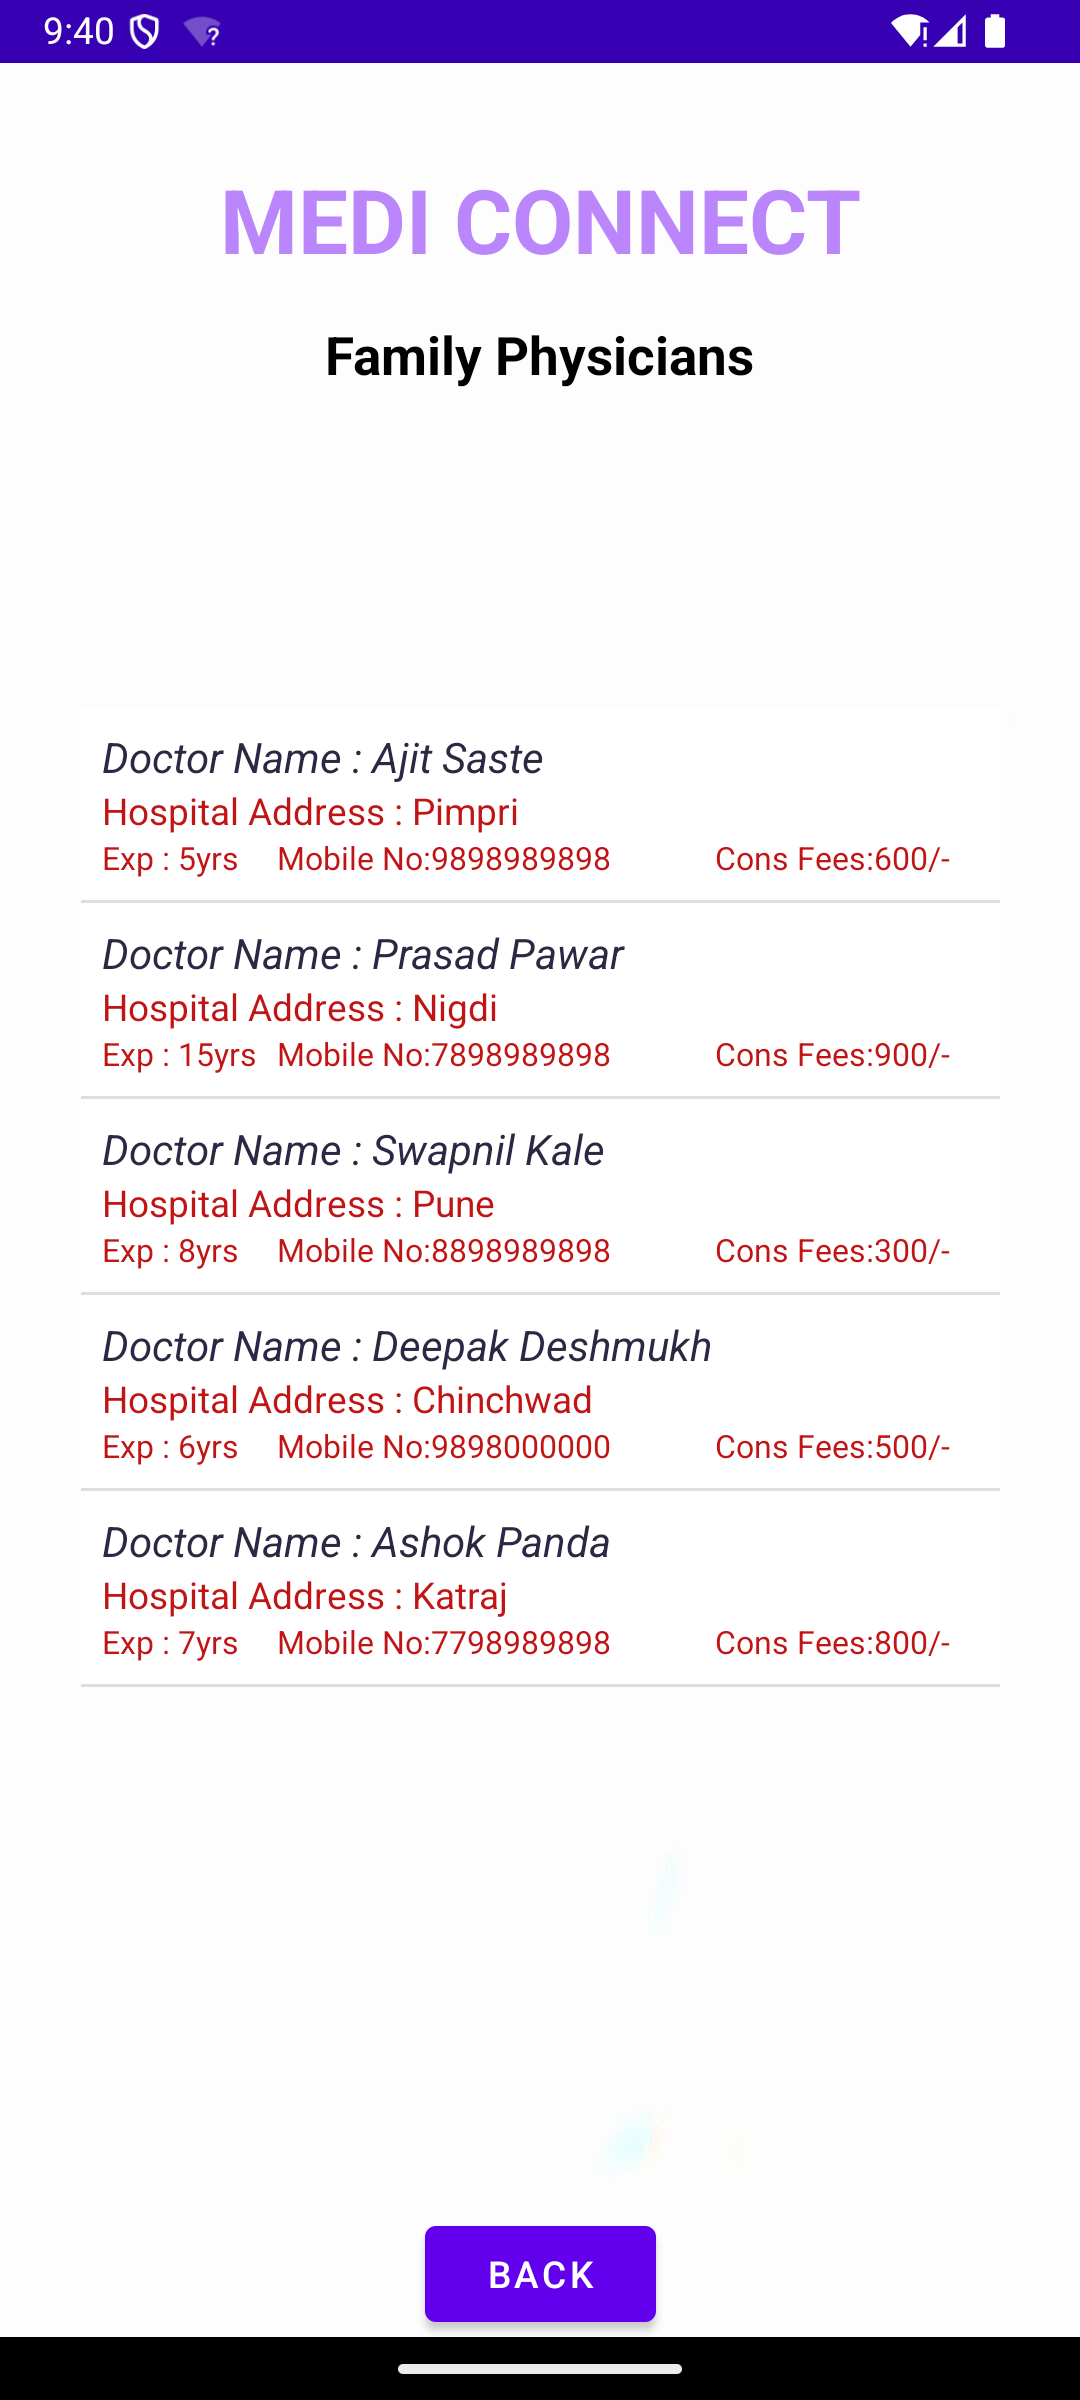 9:40
MEDI CONNECT
Family Physicians
Doctor Name : Ajit Saste
Hospital Address : Pimpri
Exp : 5yrs Mobile No:9898989898 Cons Fees:600/-
Doctor Name : Prasad Pawar
Hospital Address : Nigdi
Exp : 15yrs Mobile No:7898989898 Cons Fees:900/-
Doctor Name : Swapnil Kale
Hospital Address : Pune
Exp : 8yrs Mobile No:8898989898 Cons Fees:300/-
Doctor Name : Deepak Deshmukh
Hospital Address : Chinchwad
Exp : 6yrs Mobile No:9898000000 Cons Fees:500/-
Doctor Name : Ashok Panda
Hospital Address : Katraj
Exp : 7yrs Mobile No:7798989898 Cons Fees:800/-
BACK